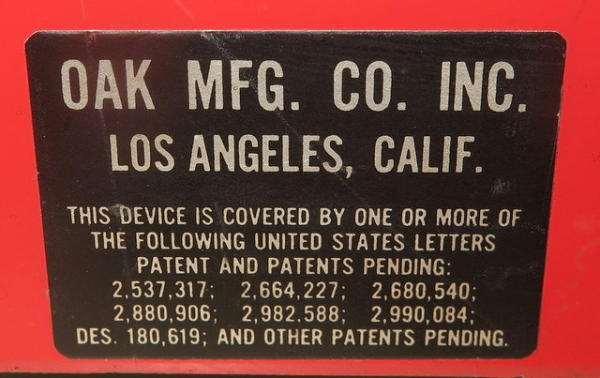 OAK MFG. CO. INC.
LOS ANGELES, CALIF.
THIS DEVICE IS COVERED BY ONE OR MORE OF
THE FOLLOWING UNITED STATES LETTERS
PATENT AND PATENTS PENDING:
2,537,317; 2,664,227; 2,680,540;
2,880,906; 2,982.588; 2,990,084;
DES. 180,619; AND OTHER PATENTS PENDING.